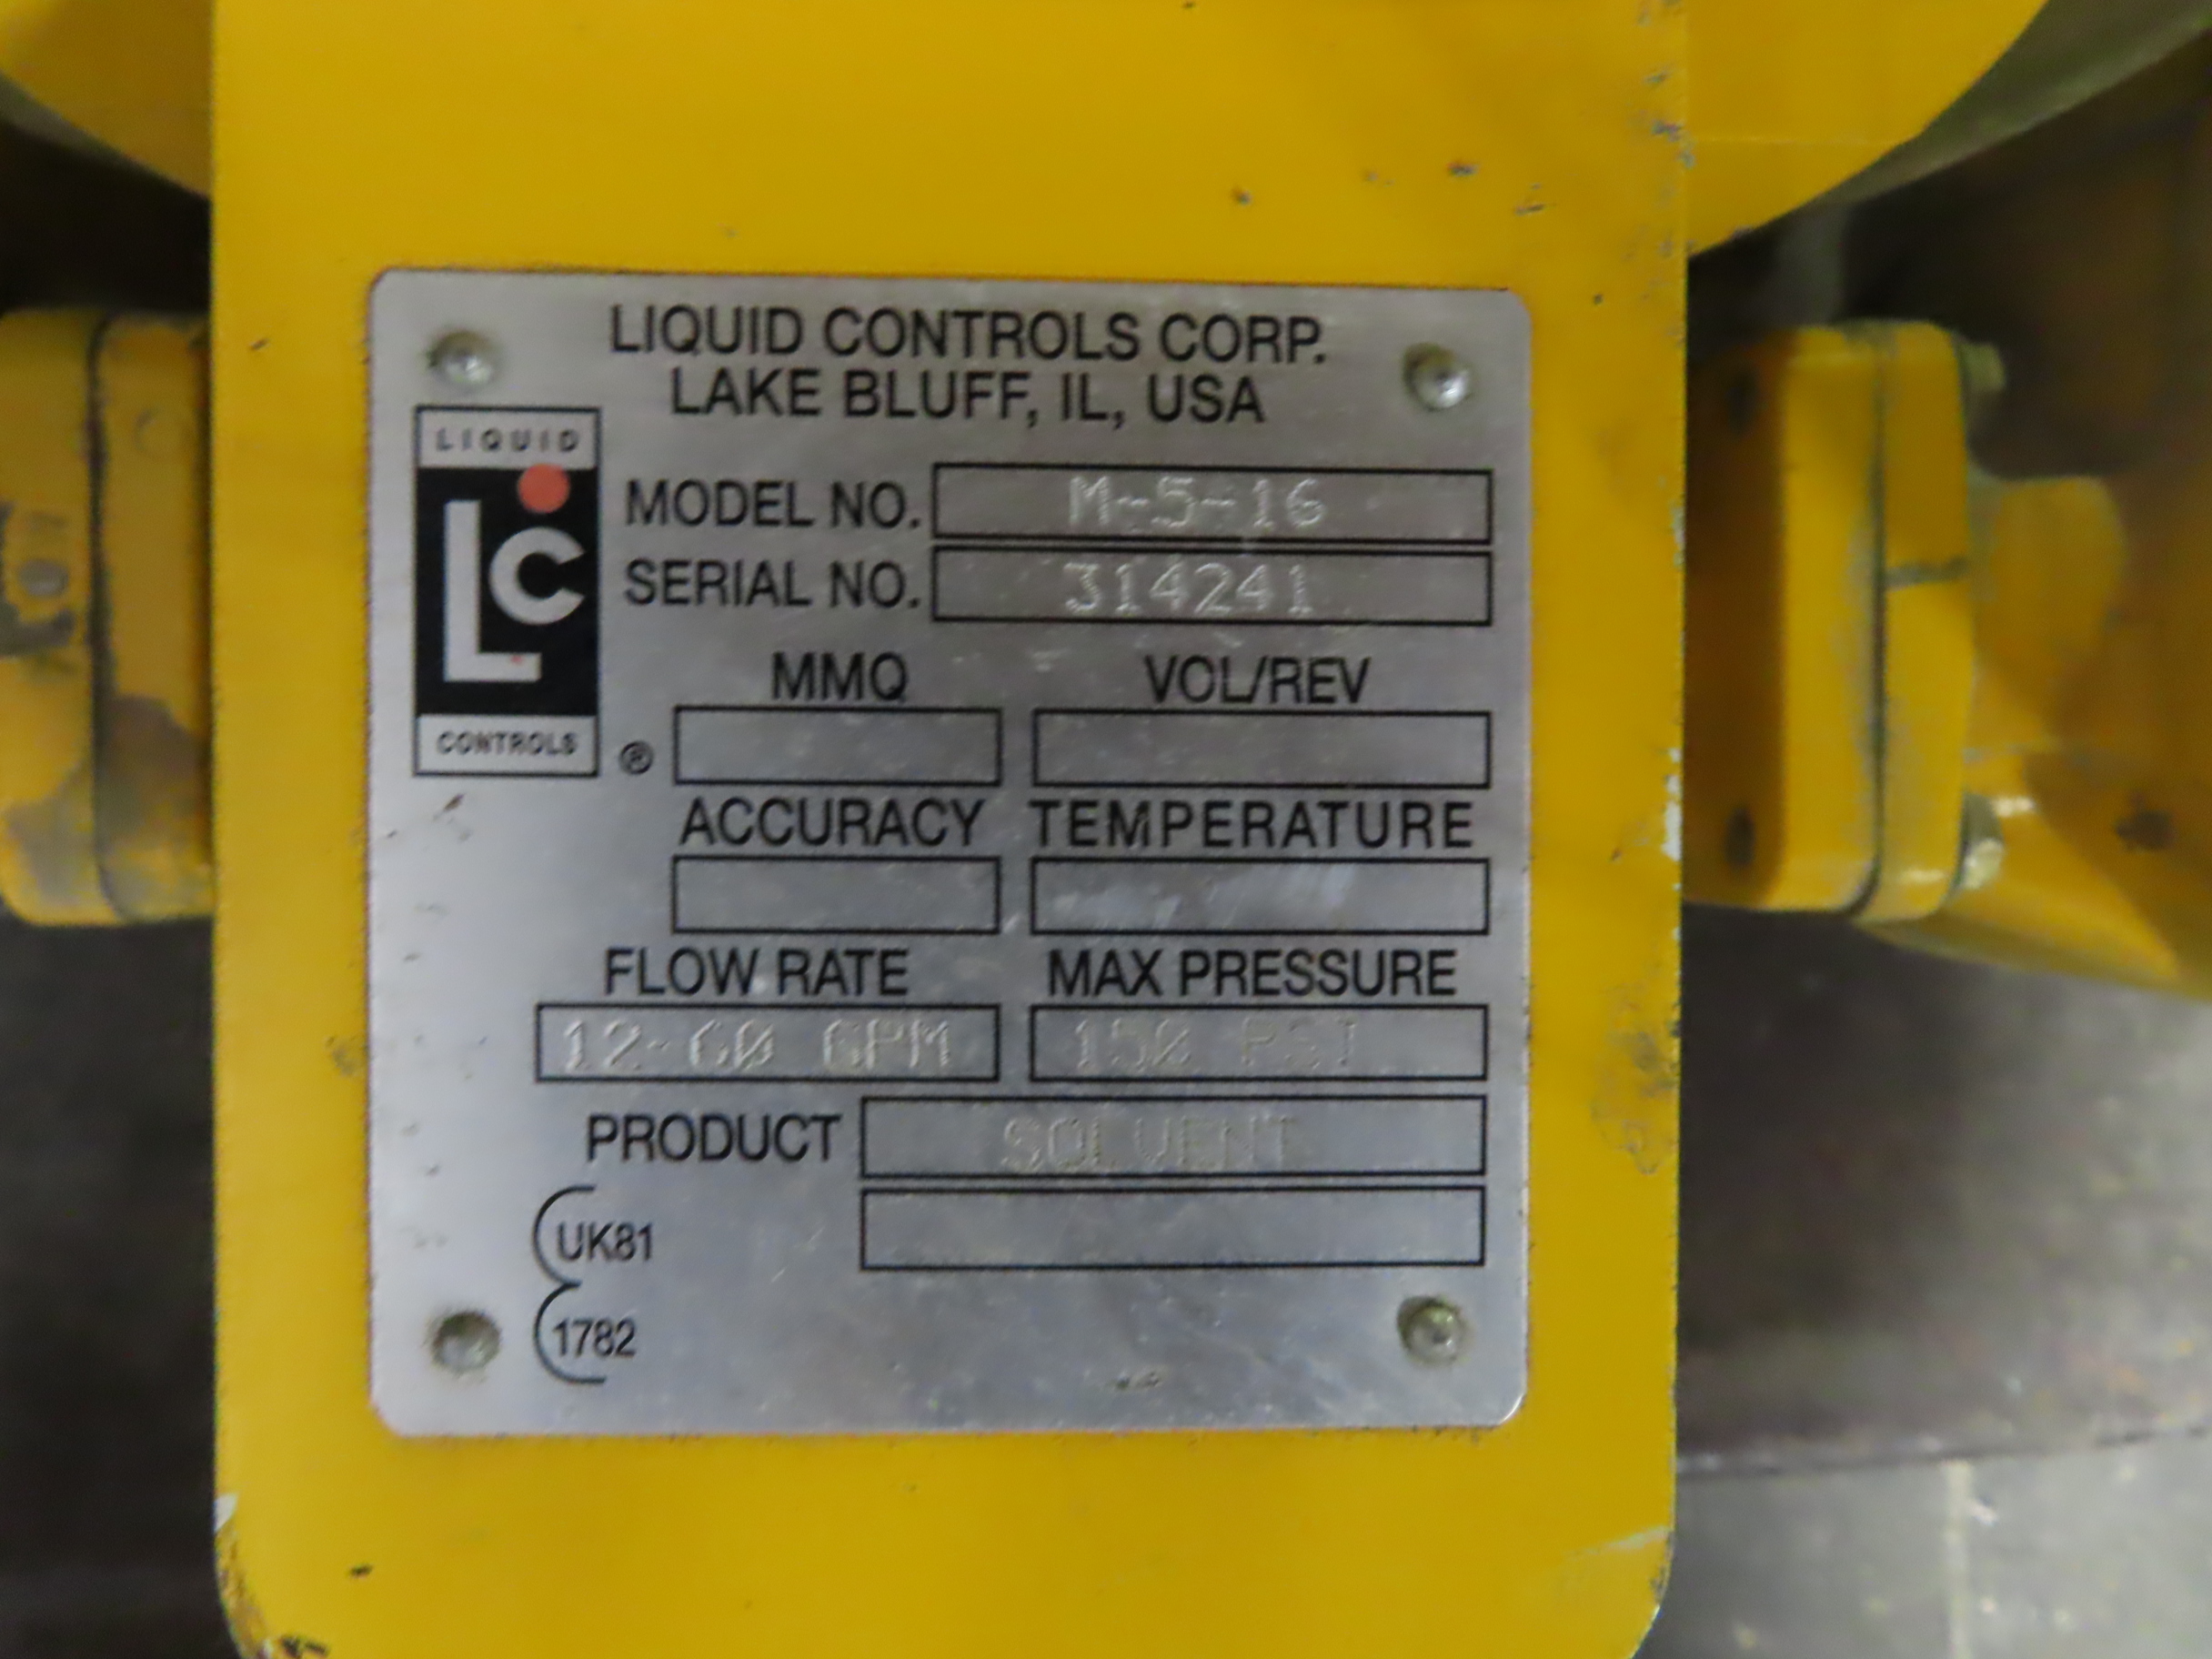 LIQUID CONTROLS CORP.
LAKE BLUFF, IL, USA
LIQUID
LC
CONTROLS ®
MODEL NO. M-5-16
SERIAL NO. 314241
MMQ VOL/REV
ACCURACY TEMPERATURE
FLOW RATE MAX PRESSURE
12-60 GPM 150 PSI
PRODUCT SOLVENT
UK81
1782